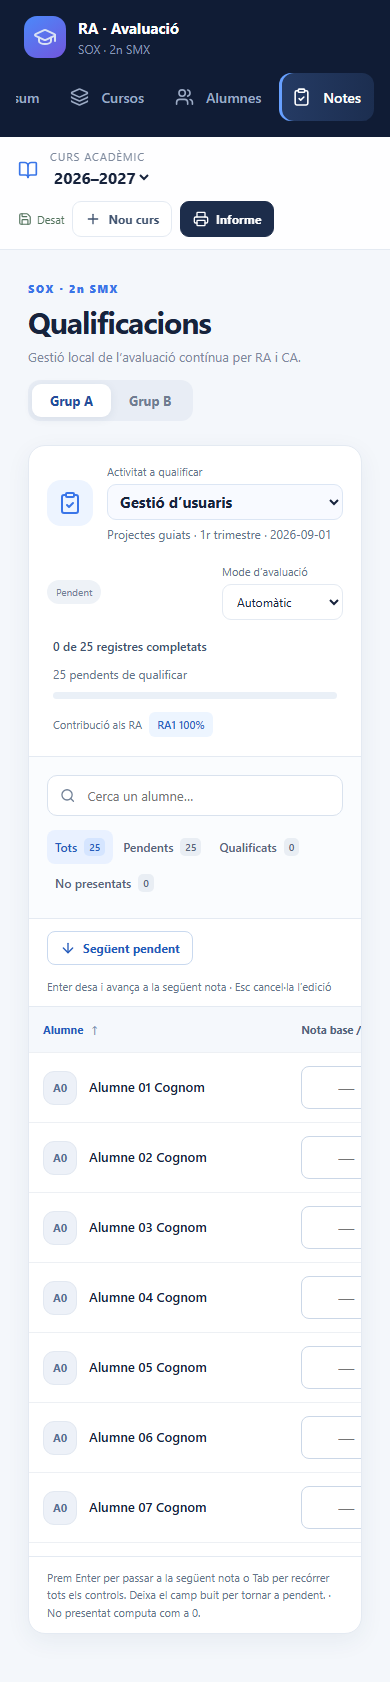 RA · Avaluació
SOX · 2n SMX
sum Cursos Alumnes Notes
CURS ACADÈMIC
2026–2027
Desat Nou curs Informe
SOX · 2n SMX
Qualificacions
Gestió local de l'avaluació contínua per RA i CA.
Grup A Grup B
Activitat a qualificar
Gestió d'usuaris
Projectes guiats · 1r trimestre · 2026-09-01
Mode d'avaluació
Pendent Automàtic
0 de 25 registres completats
25 pendents de qualificar
Contribució als RA RA1 100%
Cerca un alumne...
Tots 25 Pendents 25 Qualificats 0
No presentats 0
Següent pendent
Enter desa i avança a la següent nota · Esc cancel·la l'edició
Alumne ↑ Nota base /
A0 Alumne 01 Cognom —
A0 Alumne 02 Cognom —
A0 Alumne 03 Cognom —
A0 Alumne 04 Cognom —
A0 Alumne 05 Cognom —
A0 Alumne 06 Cognom —
A0 Alumne 07 Cognom —
Prem Enter per passar a la següent nota o Tab per recórrer
tots els controls. Deixa el camp buit per tornar a pendent. ·
No presentat computa com a 0.